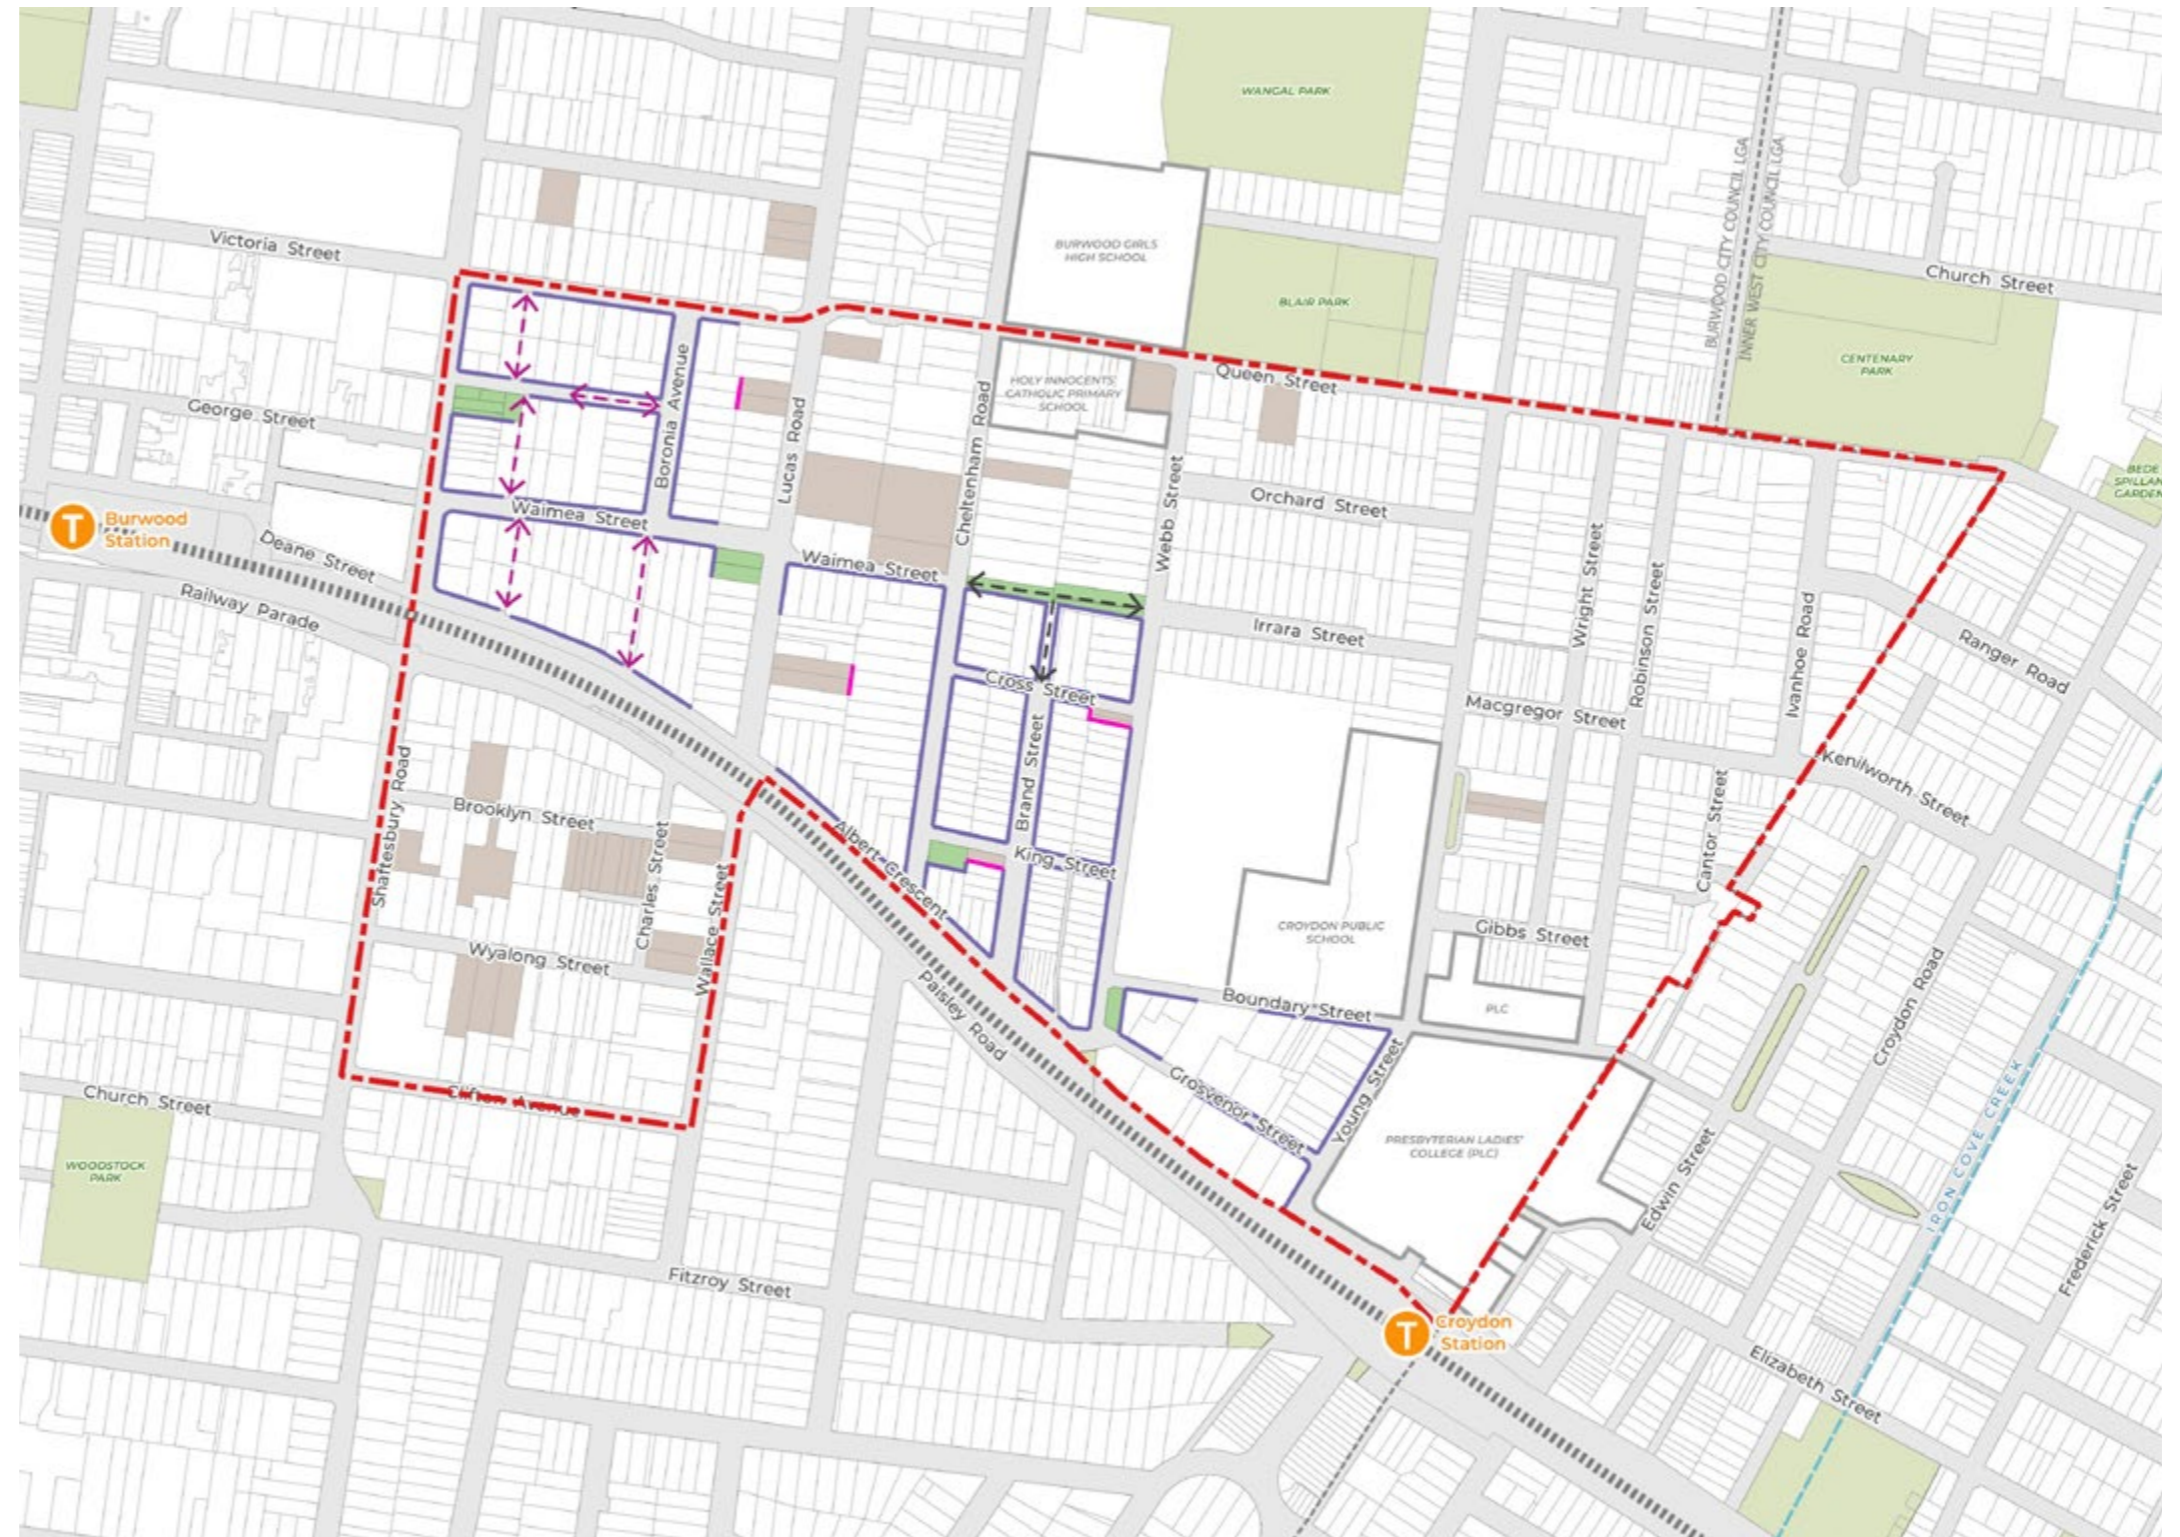 WANGAL PARK
BURWOOD CITY COUNCIL LGA
INNER WEST CITY COUNCIL LGA
Victoria Street
BURWOOD GIRLS
HIGH SCHOOL
Church Street
BLAIR PARK
CENTENARY
PARK
Queen Street
HOLY INNOCENTS
CATHOLIC PRIMARY
SCHOOL
George Street
Boronia Avenue
Lucas Road
Cheltenham Road
Webb Street
BEDE
SPILLAN
GARDEN
Orchard Street
Waimea Street
Burwood
Station
T
Deane Street
Railway Parade
Waimea Street
Wright Street
Robinson Street
Ivanhoe Road
Irrara Street
Ranger Road
Cross Street
Macgregor Street
Brand Street
Kenilworth Street
Shaftesbury Road
Brooklyn Street
Charles Street
Wallace Street
Albert Crescent
King Street
Cantor Street
CROYDON PUBLIC
SCHOOL
Gibbs Street
Wyalong Street
Paisley Road
Boundary Street
PLC
Croydon Road
Clifton Avenue
Church Street
Grosvenor Street
Young Street
PRESBYTERIAN LADIES'
COLLEGE (PLC)
WOODSTOCK
PARK
Edwin Street
IRON COVE CREEK
Frederick Street
Fitzroy Street
T
Croydon
Station
Elizabeth Street